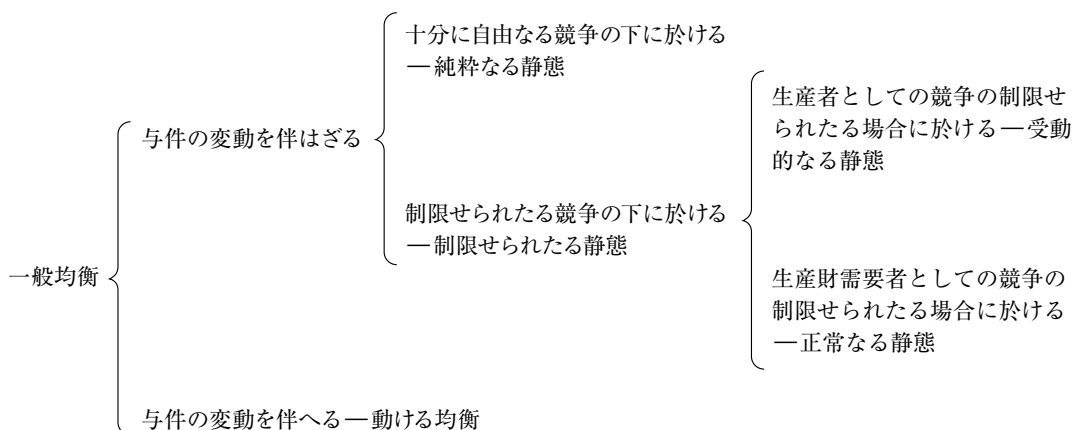 一般均衡
与件の変動を伴はざる
十分に自由なる競争の下に於ける
—純粋なる静態
制限せられたる競争の下に於ける
—制限せられたる静態
生産者としての競争の制限せ
られたる場合に於ける—受動
的なる静態
生産財需要者としての競争の
制限せられたる場合に於ける
—正常なる静態
与件の変動を伴へる—動ける均衡